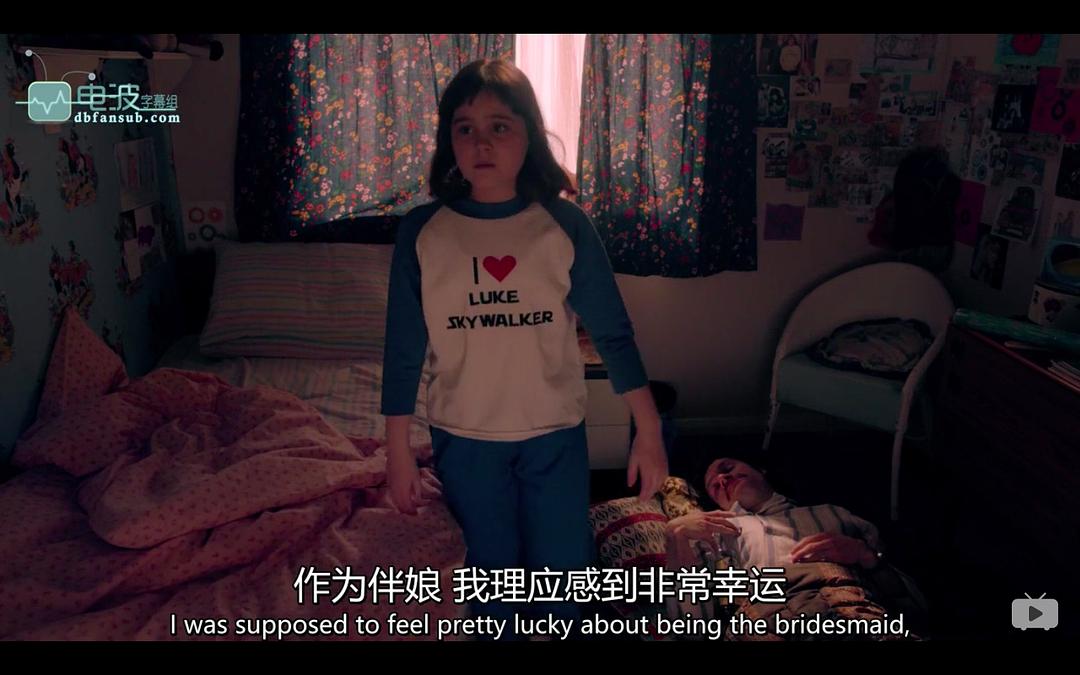 电波字幕组
dbfansub.com
I ❤
LUKE
SKYWALKER
作为伴娘 我理应感到非常幸运
I was supposed to feel pretty lucky about being the bridesmaid,